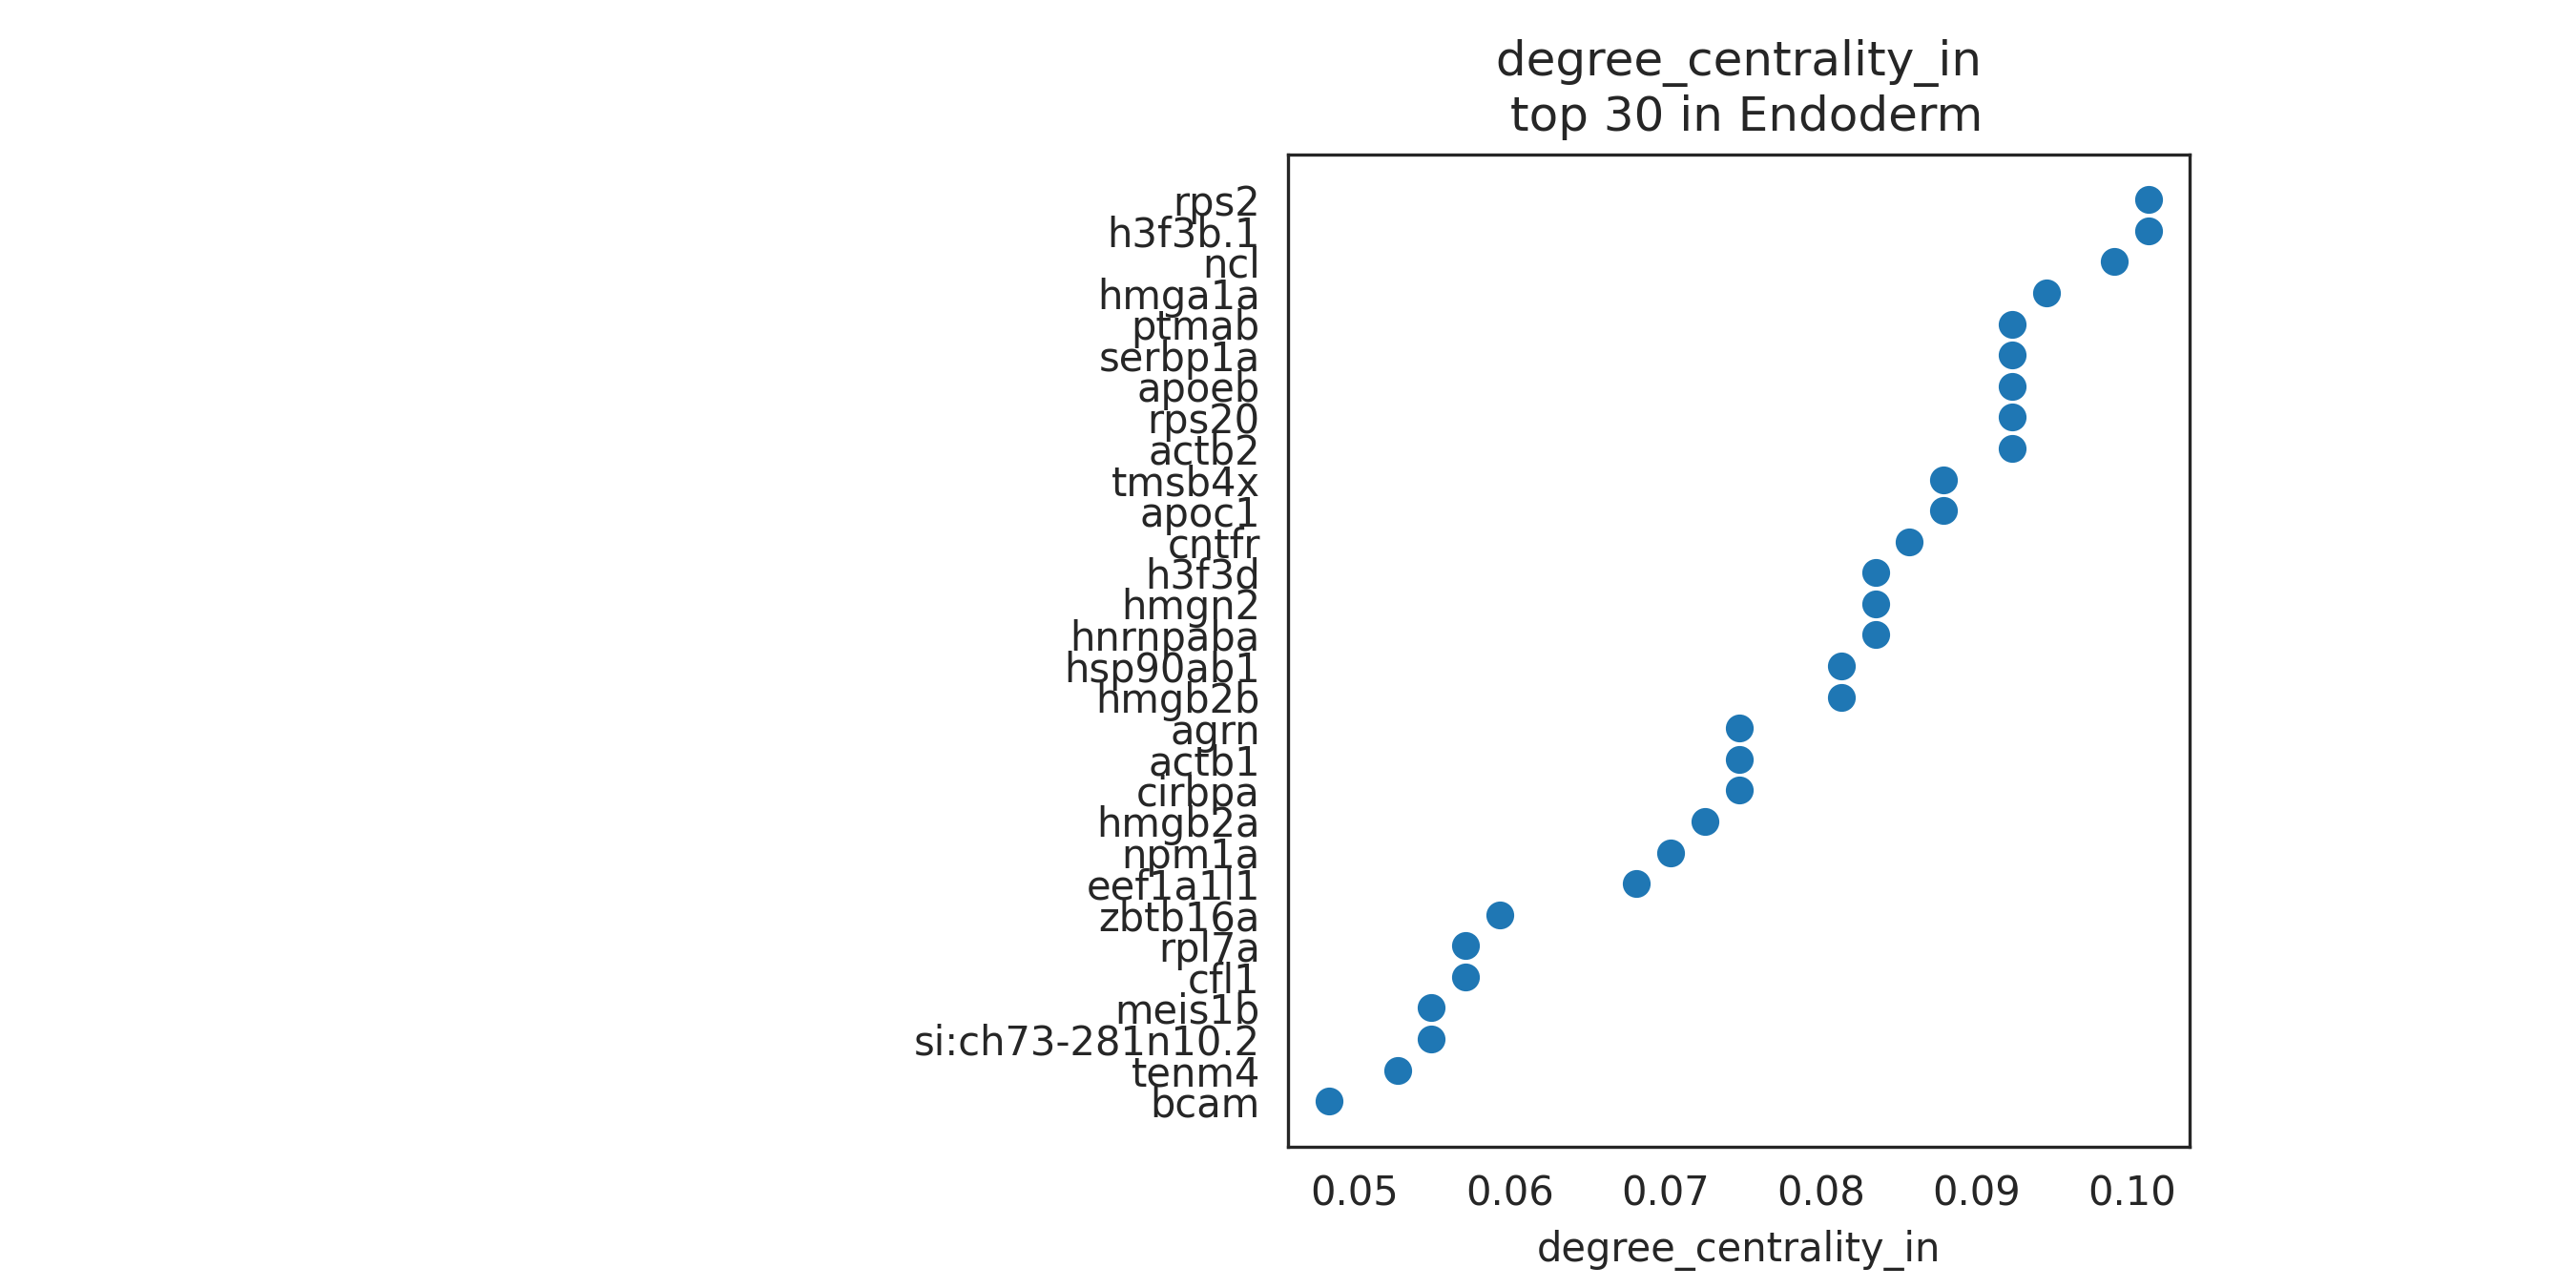 degree_centrality_in
top 30 in Endoderm
rps2
h3f3b.1
ncl
hmga1a
ptmab
serbp1a
apoeb
rps20
actb2
tmsb4x
apoc1
cntfr
h3f3d
hmgn2
hnrnpaba
hsp90ab1
hmgb2b
agrn
actb1
cirbpa
hmgb2a
npm1a
eef1a1l1
zbtb16a
rpl7a
cfl1
meis1b
si:ch73-281n10.2
tenm4
bcam
0.05 0.06 0.07 0.08 0.09 0.10
degree_centrality_in